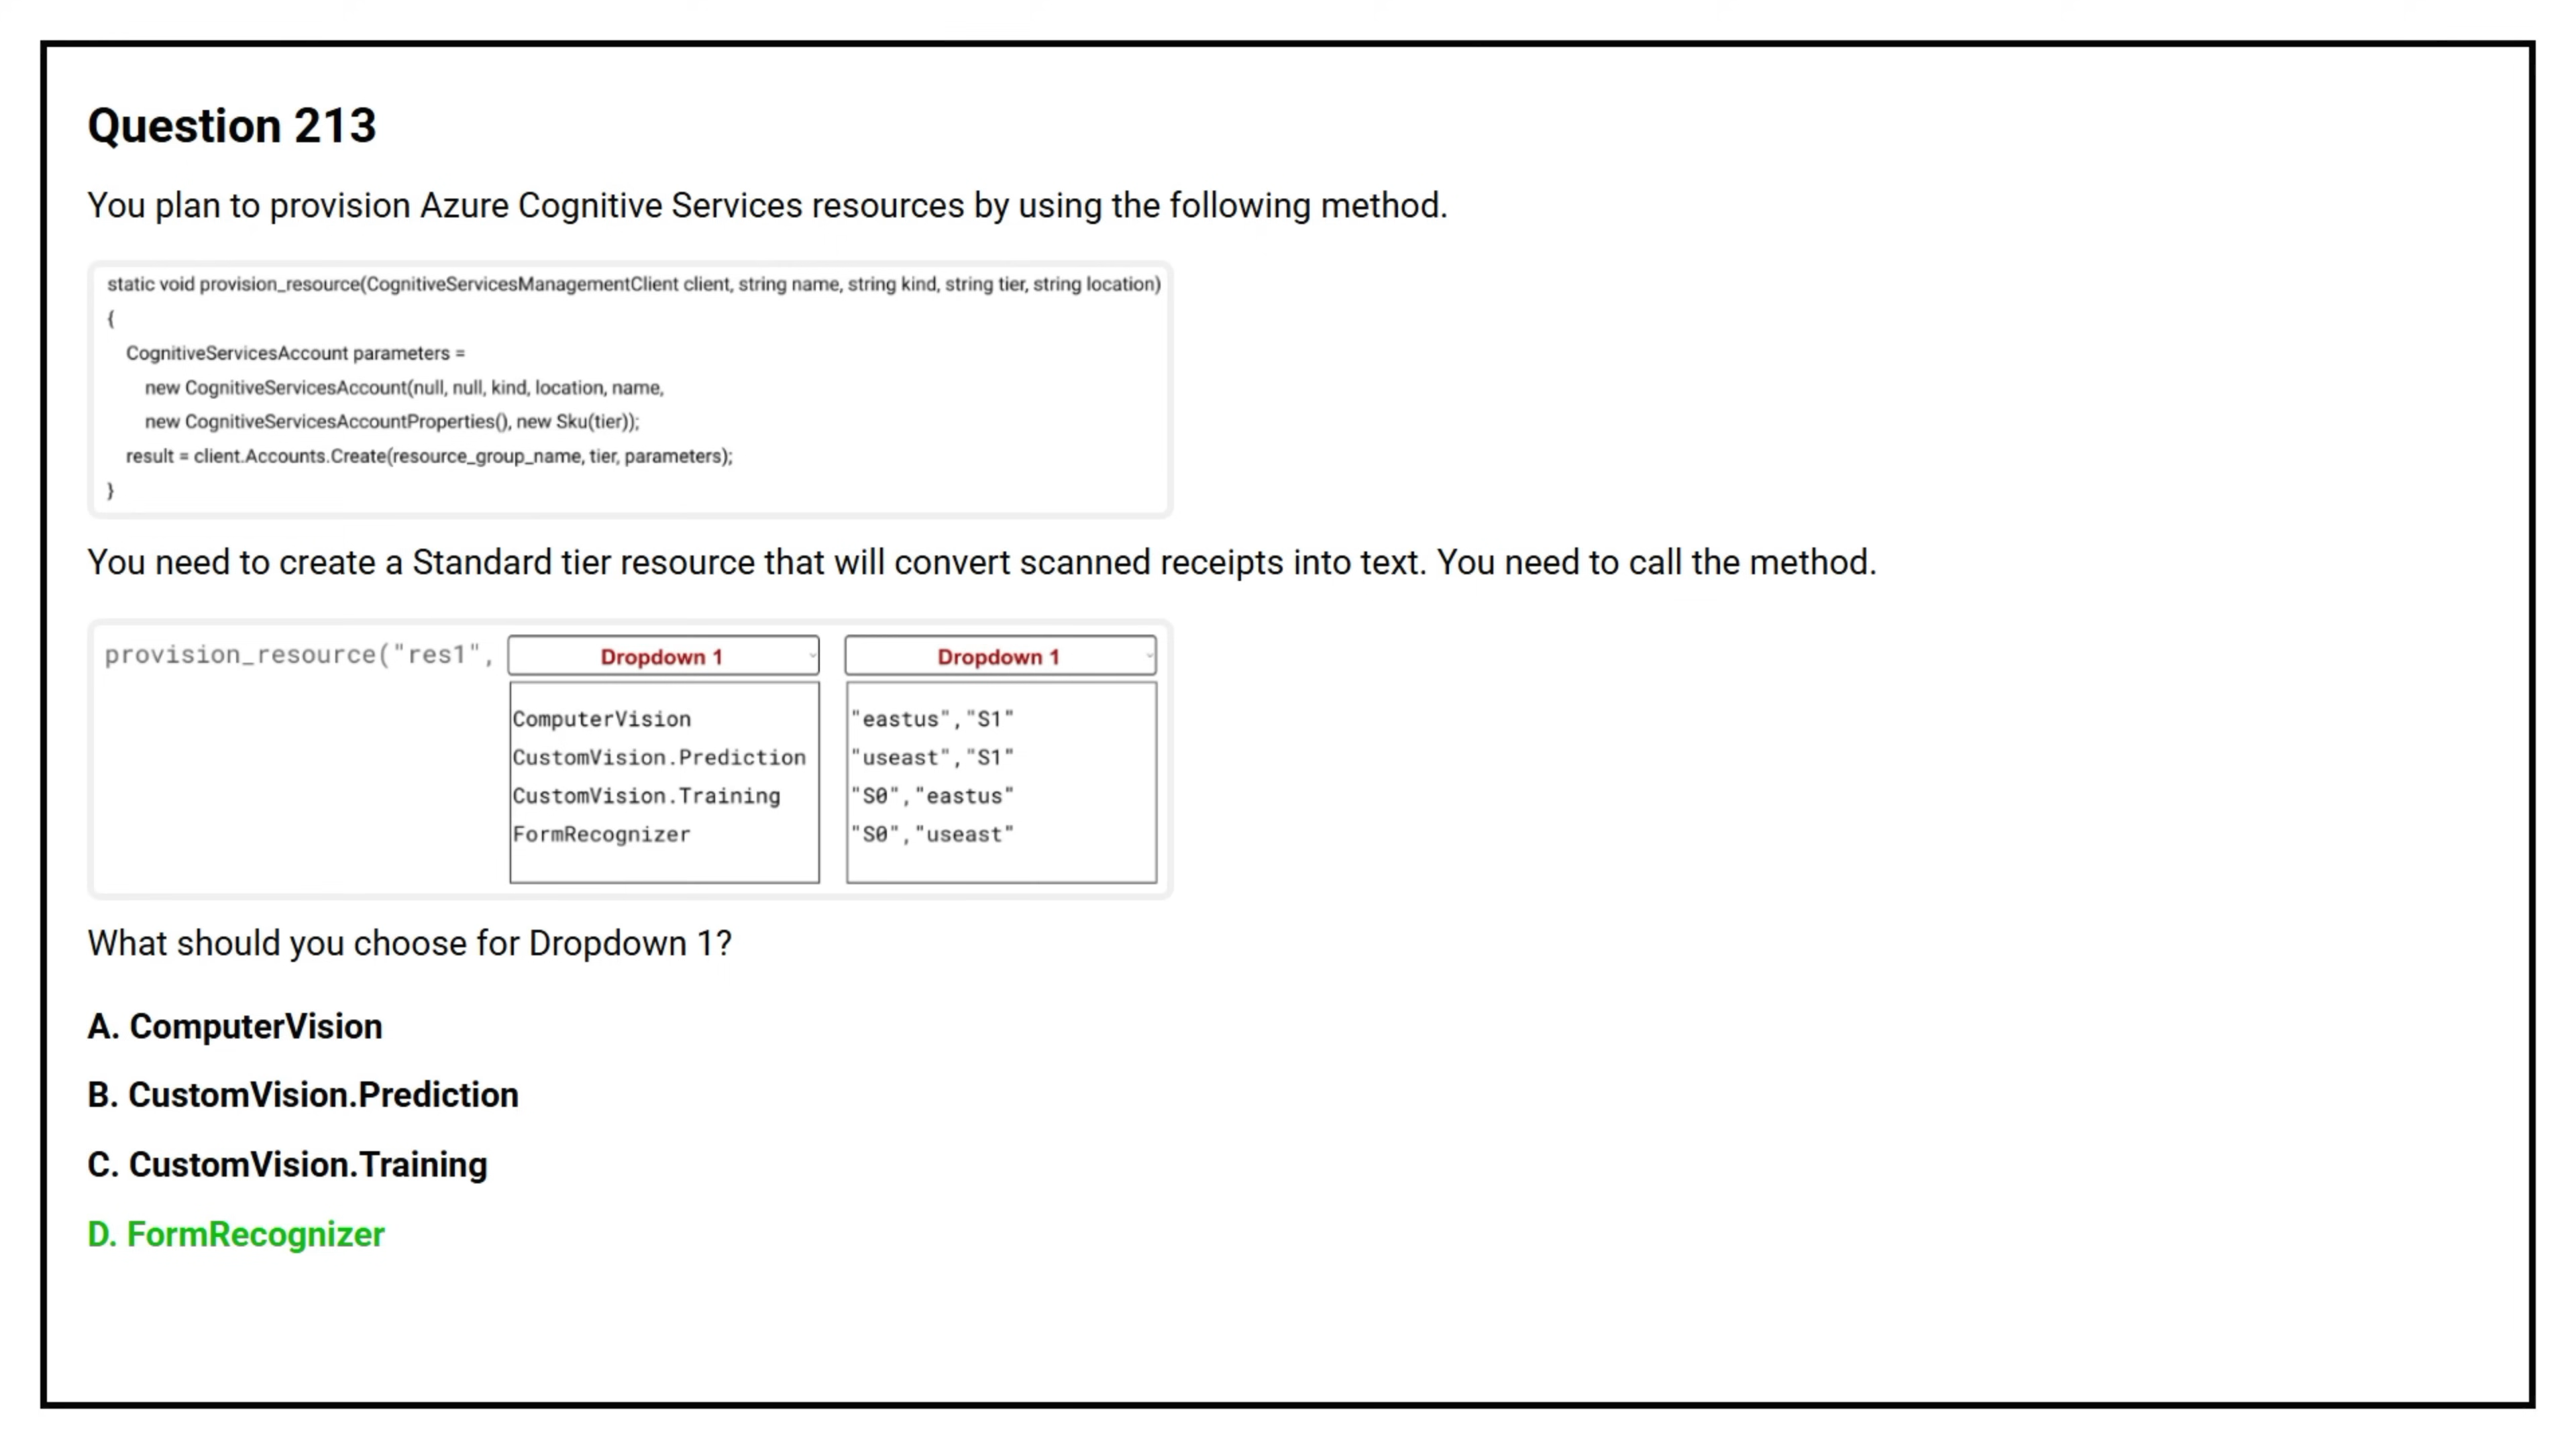 Question 213
You plan to provision Azure Cognitive Services resources by using the following method.
static void provision_resource(CognitiveServicesManagementClient client, string name, string kind, string tier, string location)
{
CognitiveServicesAccount parameters =
new CognitiveServicesAccount(null, null, kind, location, name,
new CognitiveServicesAccountProperties(), new Sku(tier));
result = client.Accounts.Create(resource_group_name, tier, parameters);
}
You need to create a Standard tier resource that will convert scanned receipts into text. You need to call the method.
provision_resource("res1", Dropdown 1 Dropdown 1
ComputerVision "eastus","S1"
CustomVision.Prediction "useast","S1"
CustomVision.Training "S0","eastus"
FormRecognizer "S0","useast"
What should you choose for Dropdown 1?
A. ComputerVision
B. CustomVision.Prediction
C. CustomVision.Training
D. FormRecognizer